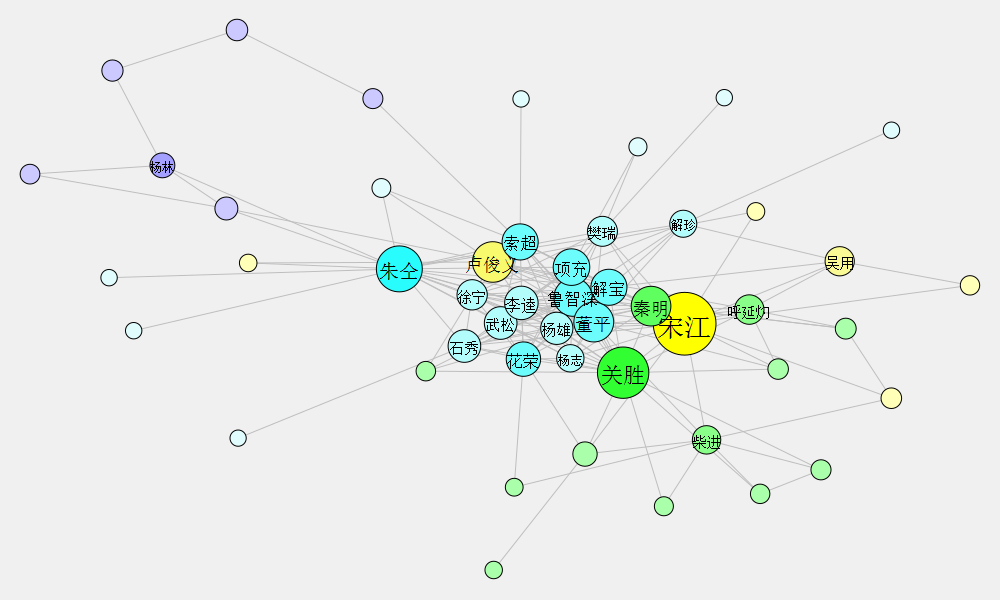 杨林
解珍
樊瑞
索超
吴用
卢俊义
项充
朱仝
解宝
徐宁
鲁智深
李逵
秦明
呼延灼
武松
董平
宋江
杨雄
石秀
花荣
杨志
关胜
柴进